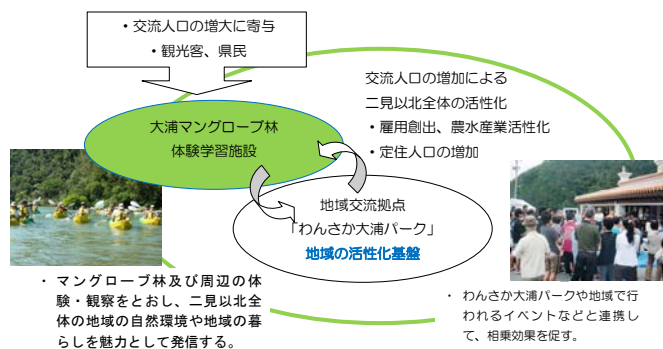 ・交流人口の増大に寄与
・観光客、県民
交流人口の増加による
二見以北全体の活性化
・雇用創出、農水産業活性化
・定住人口の増加
大浦マングローブ林
体験学習施設
地域交流拠点
「わんさか大浦パーク」
地域の活性化基盤
・ マングローブ林及び周辺の体
験・観察をとおし、二見以北全
体の地域の自然環境や地域の暮
らしを魅力として発信する。
・ わんさか大浦パークや地域で行
われるイベントなどと連携し
て、相乗効果を促す。